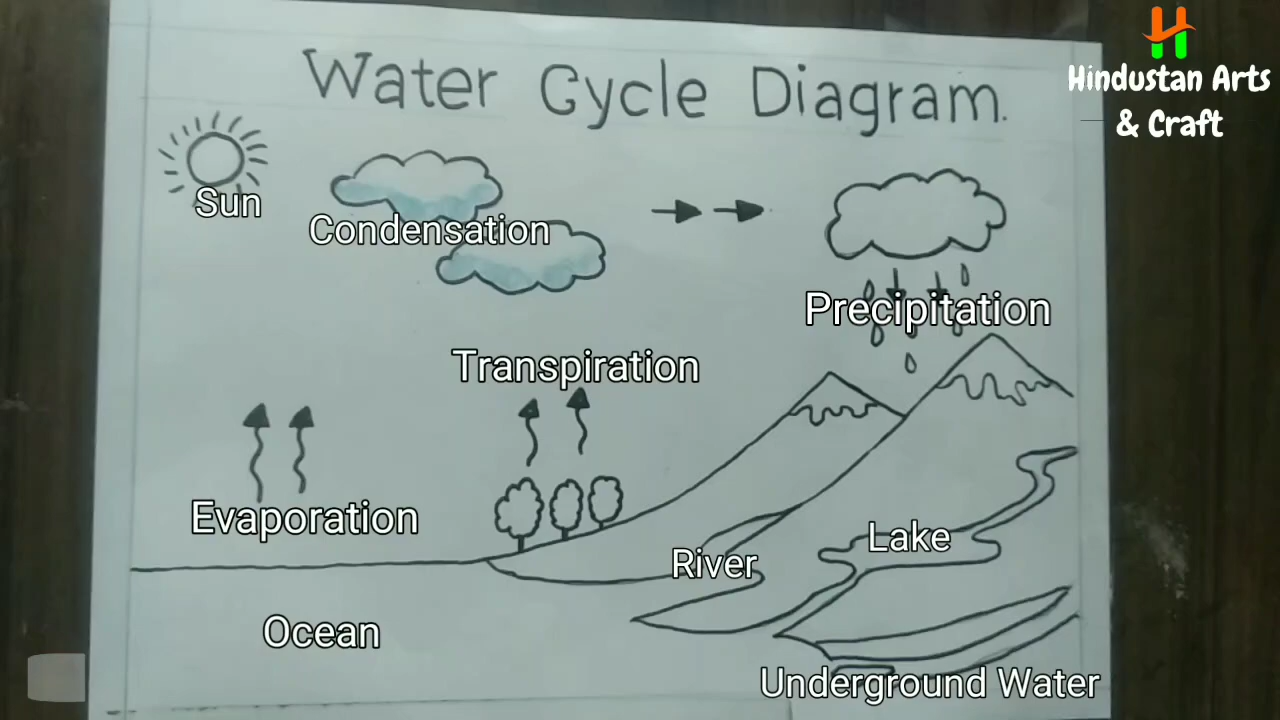 Water Cycle Diagram.
Hindustan Arts
& Craft
Sun
Condensation
Precipitation
Transpiration
Evaporation
Lake
River
Ocean
Underground Water